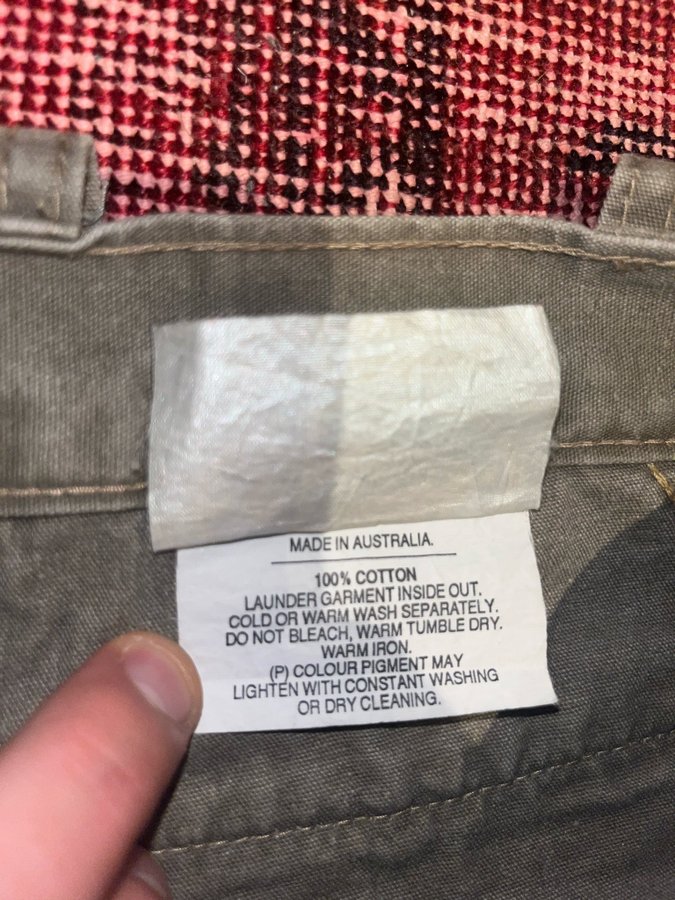 MADE IN AUSTRALIA.
100% COTTON
LAUNDER GARMENT INSIDE OUT.
COLD OR WARM WASH SEPARATELY.
DO NOT BLEACH, WARM TUMBLE DRY.
WARM IRON.
(P) COLOUR PIGMENT MAY
LIGHTEN WITH CONSTANT WASHING
OR DRY CLEANING.